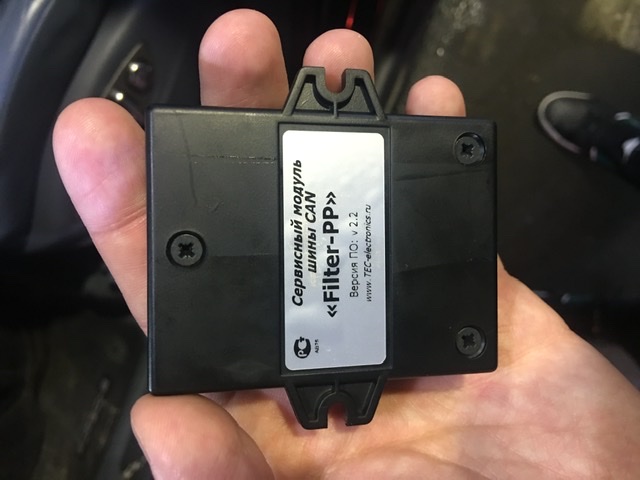 Сервисный модуль
шины CAN
«Filter-PP»
Версия ПО: v 2.2
www.TEC-electronics.ru